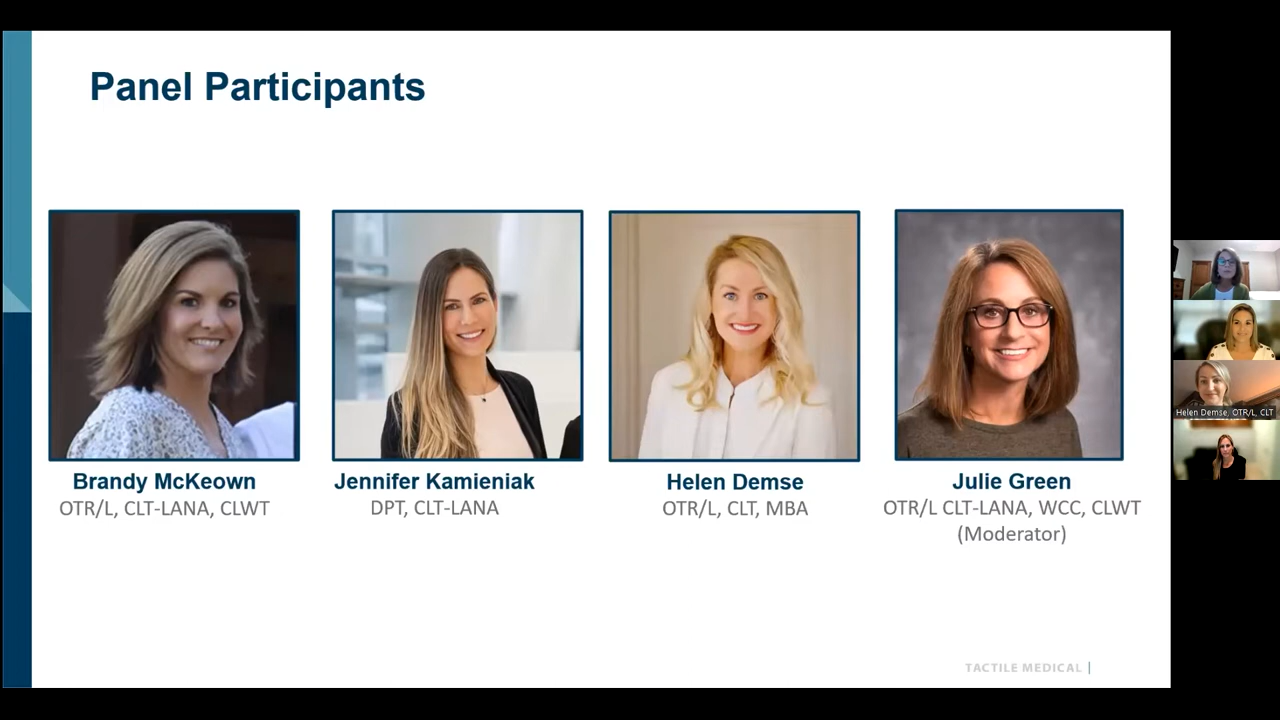 Panel Participants
Brandy McKeown
OTR/L, CLT-LANA, CLWT
Jennifer Kamieniak
DPT, CLT-LANA
Helen Demse
OTR/L, CLT, MBA
Julie Green
OTR/L CLT-LANA, WCC, CLWT
(Moderator)
Helen Demse, OTR/L, CLT
TACTILE MEDICAL |